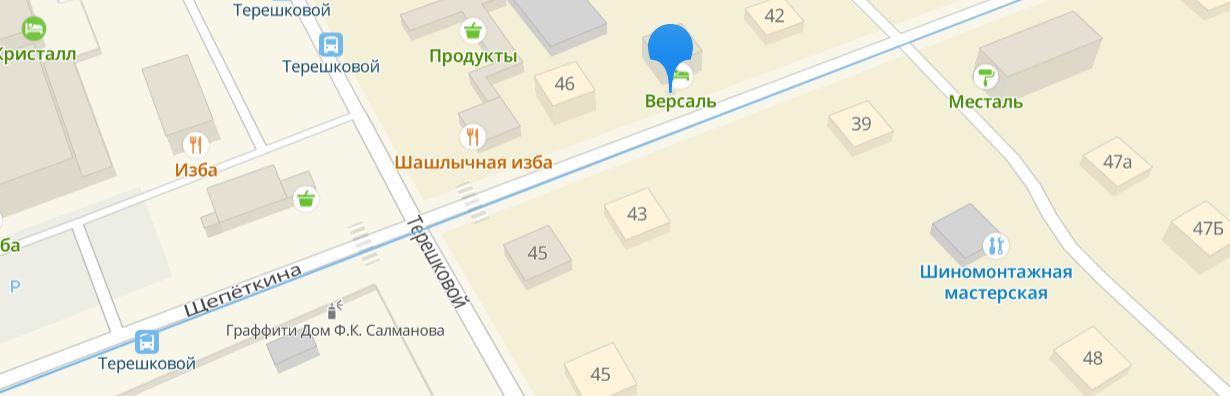 Терешковой
42
Кристалл
Терешковой
Продукты
46
Версаль
Месталь
39
Изба
Шашлычная изба
47а
43
47Б
ба
45
Терешковой
Шиномонтажная
мастерская
P
Щепёткина
Граффити Дом Ф.К. Салманова
Терешковой
45
48